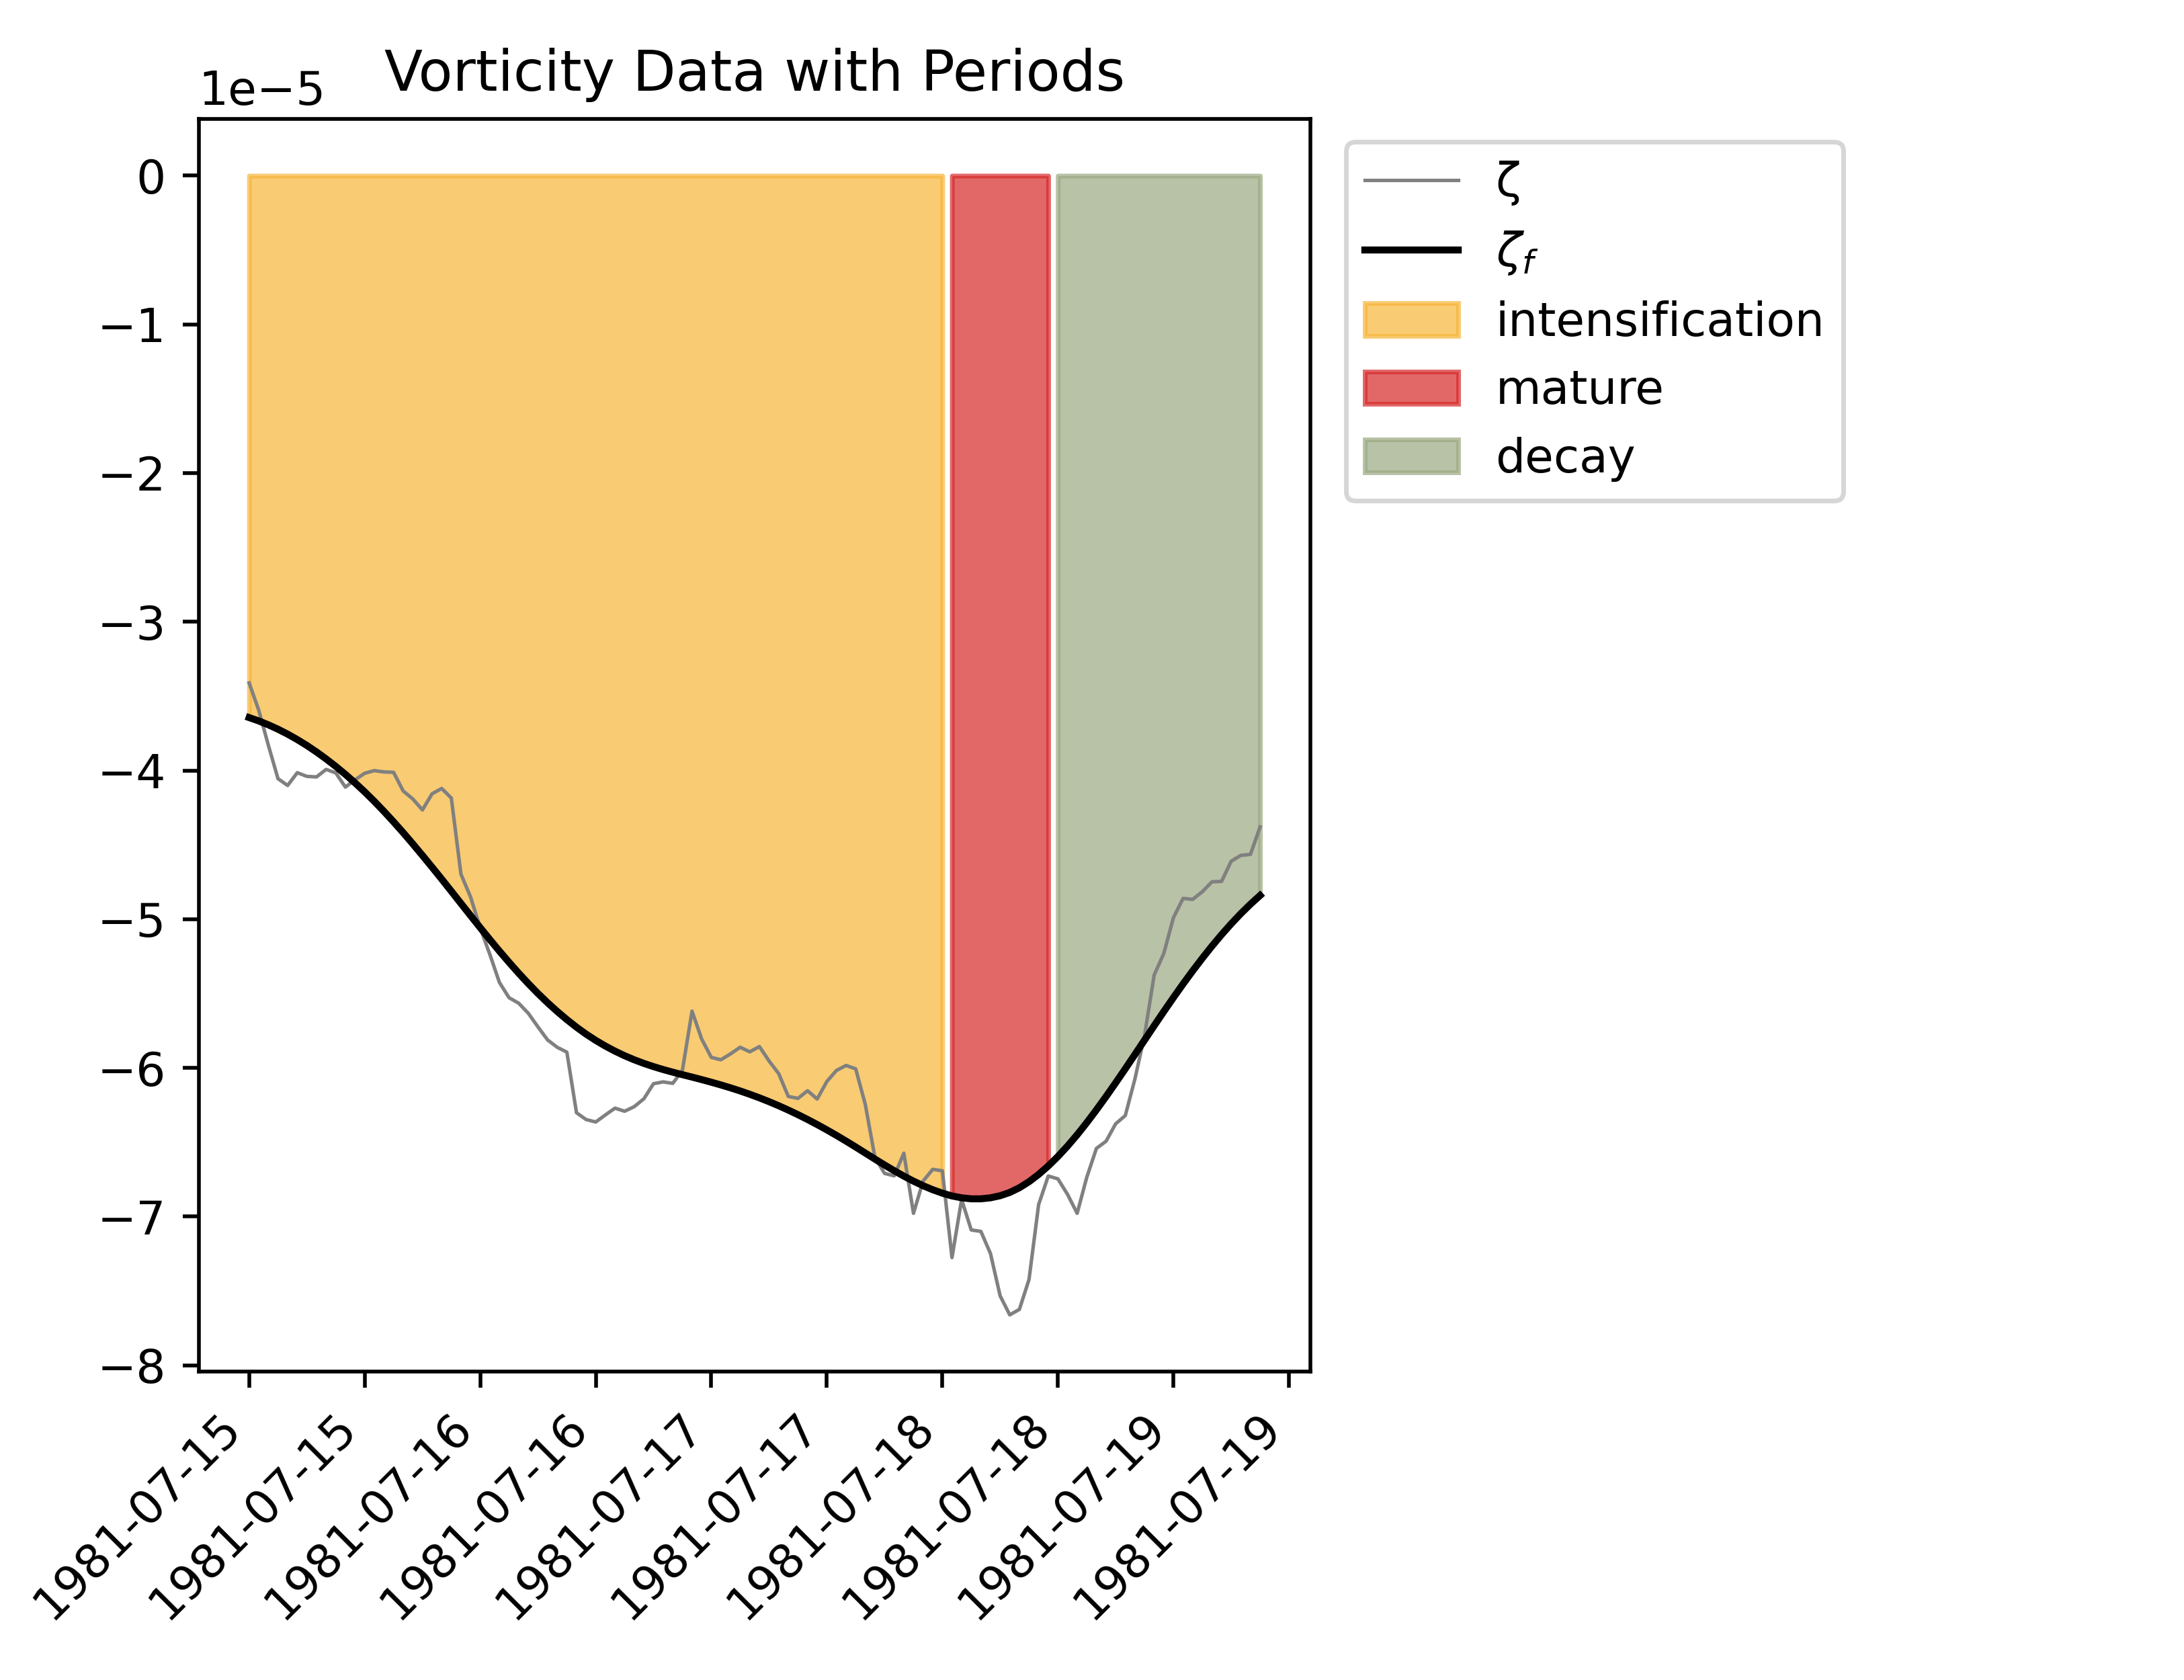 Vorticity Data with Periods
1e−5
0
−1
−2
−3
−4
−5
−6
−7
−8
1981-07-15
1981-07-15
1981-07-16
1981-07-16
1981-07-17
1981-07-17
1981-07-18
1981-07-18
1981-07-19
1981-07-19
ζ
ζf
intensification
mature
decay